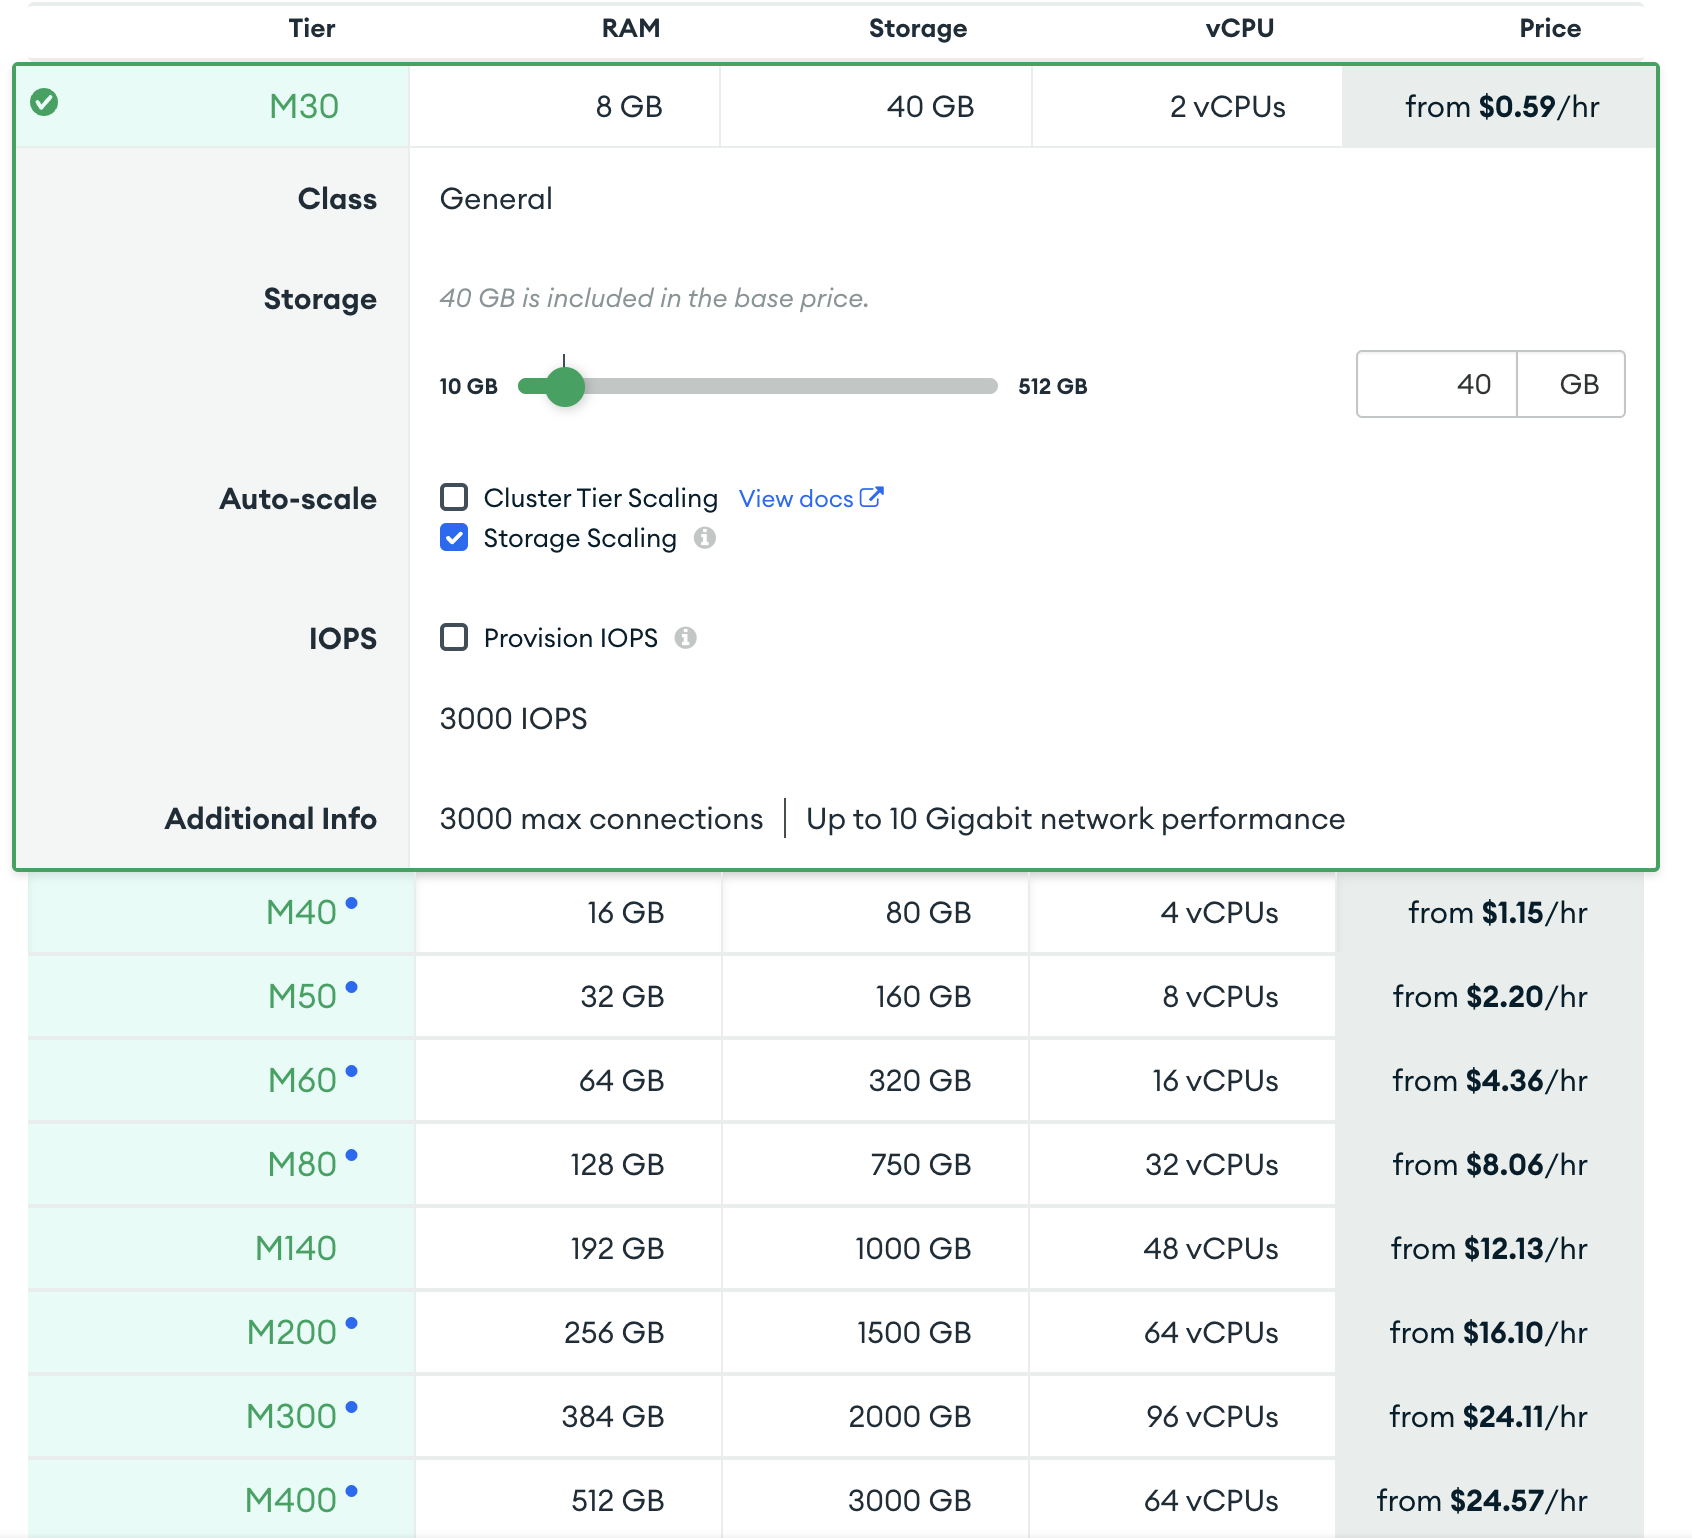 Tier RAM Storage vCPU Price
M30 8 GB 40 GB 2 vCPUs from $0.59/hr
Class General
Storage 40 GB is included in the base price.
10 GB 512 GB 40 GB
Auto-scale Cluster Tier Scaling View docs
Storage Scaling
IOPS Provision IOPS
3000 IOPS
Additional Info 3000 max connections Up to 10 Gigabit network performance
M40 16 GB 80 GB 4 vCPUs from $1.15/hr
M50 32 GB 160 GB 8 vCPUs from $2.20/hr
M60 64 GB 320 GB 16 vCPUs from $4.36/hr
M80 128 GB 750 GB 32 vCPUs from $8.06/hr
M140 192 GB 1000 GB 48 vCPUs from $12.13/hr
M200 256 GB 1500 GB 64 vCPUs from $16.10/hr
M300 384 GB 2000 GB 96 vCPUs from $24.11/hr
M400 512 GB 3000 GB 64 vCPUs from $24.57/hr